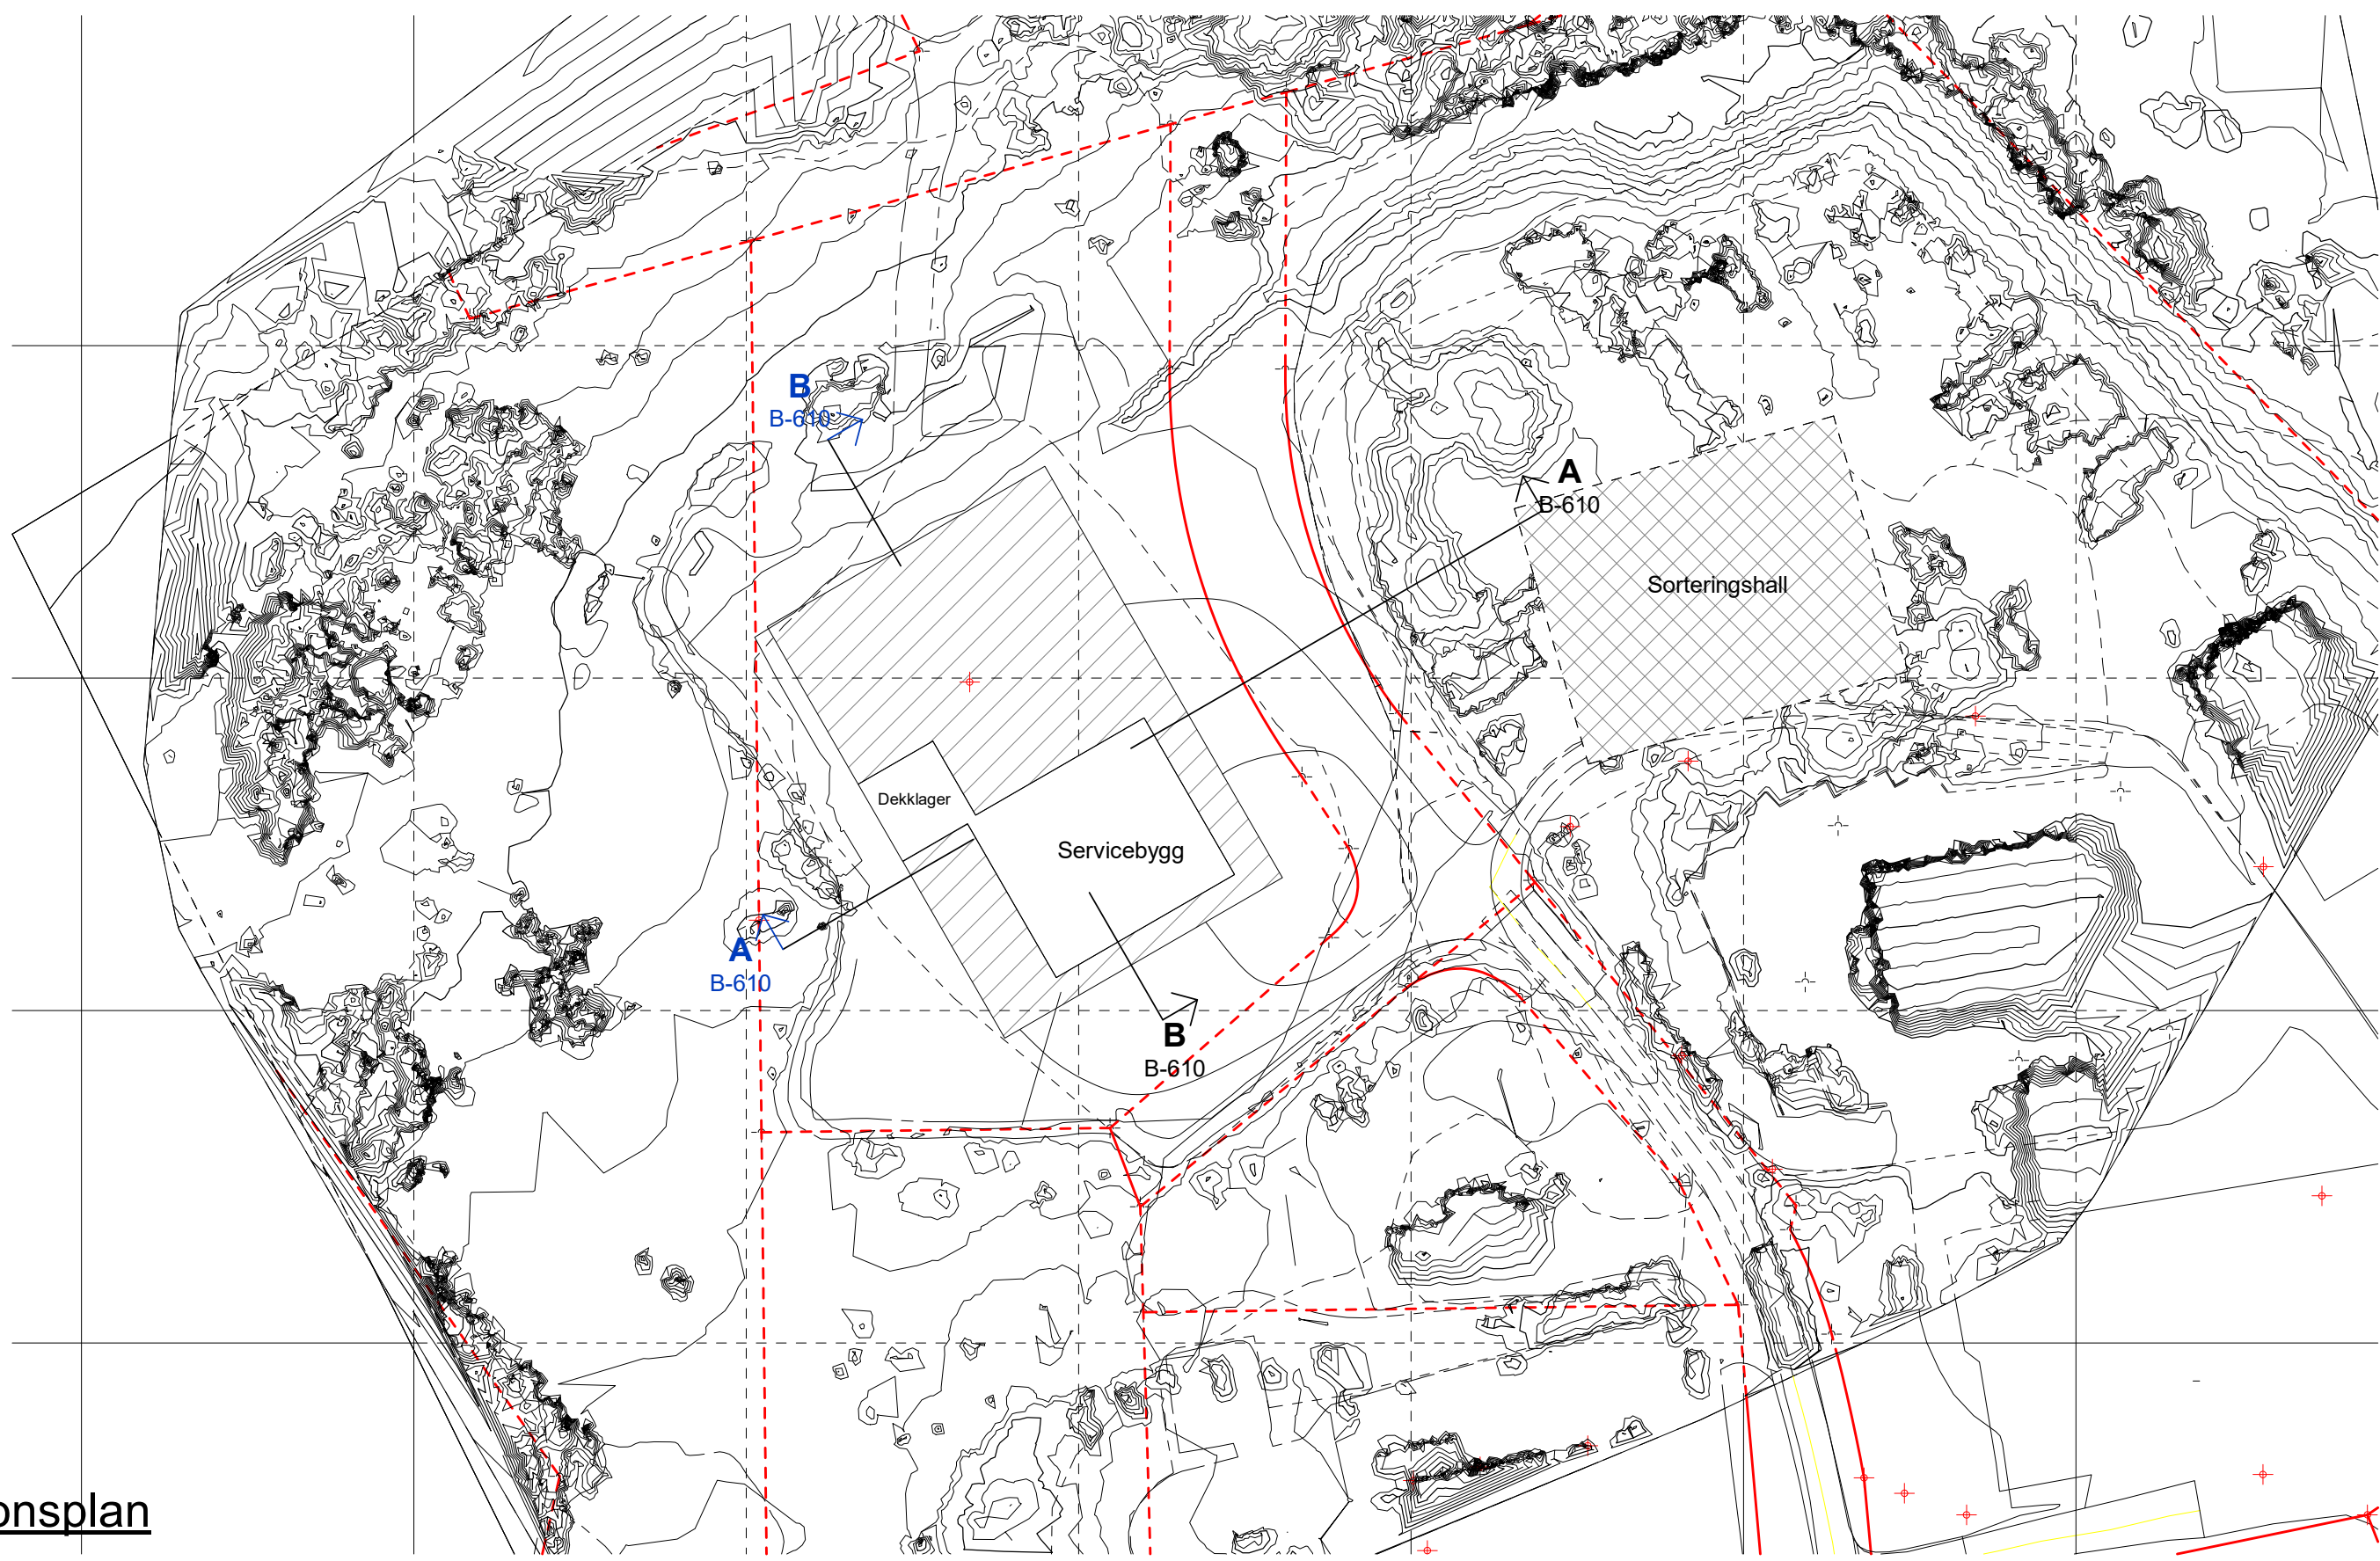 B
B-610
A
B-610
Sorteringshall
Dekklager
Servicebygg
A
B-610
B
B-610
onsplan